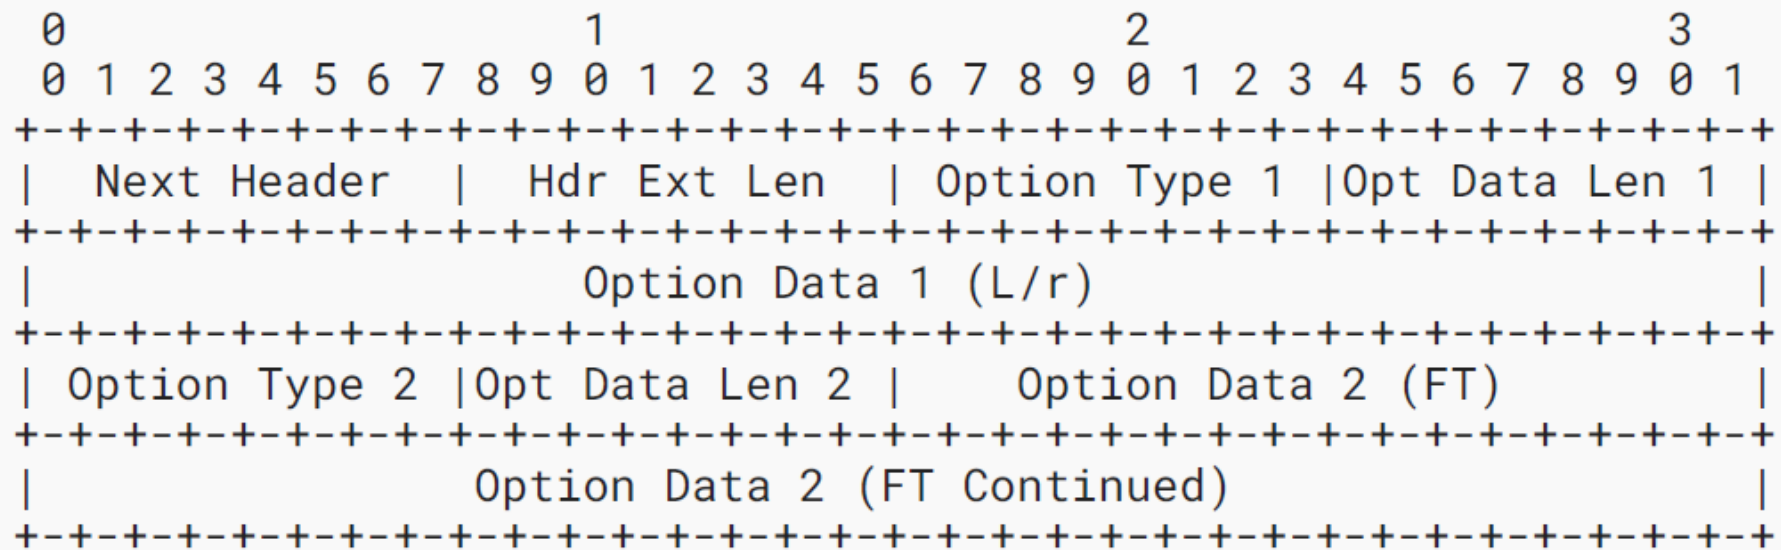 0                   1                   2                   3
0 1 2 3 4 5 6 7 8 9 0 1 2 3 4 5 6 7 8 9 0 1 2 3 4 5 6 7 8 9 0 1
+-+-+-+-+-+-+-+-+-+-+-+-+-+-+-+-+-+-+-+-+-+-+-+-+-+-+-+-+-+-+-+-+
|  Next Header  |  Hdr Ext Len  | Option Type 1 |Opt Data Len 1 |
+-+-+-+-+-+-+-+-+-+-+-+-+-+-+-+-+-+-+-+-+-+-+-+-+-+-+-+-+-+-+-+-+
|                    Option Data 1 (L/r)                        |
+-+-+-+-+-+-+-+-+-+-+-+-+-+-+-+-+-+-+-+-+-+-+-+-+-+-+-+-+-+-+-+-+
| Option Type 2 |Opt Data Len 2 |    Option Data 2 (FT)         |
+-+-+-+-+-+-+-+-+-+-+-+-+-+-+-+-+-+-+-+-+-+-+-+-+-+-+-+-+-+-+-+-+
|                Option Data 2 (FT Continued)                   |
+-+-+-+-+-+-+-+-+-+-+-+-+-+-+-+-+-+-+-+-+-+-+-+-+-+-+-+-+-+-+-+-+